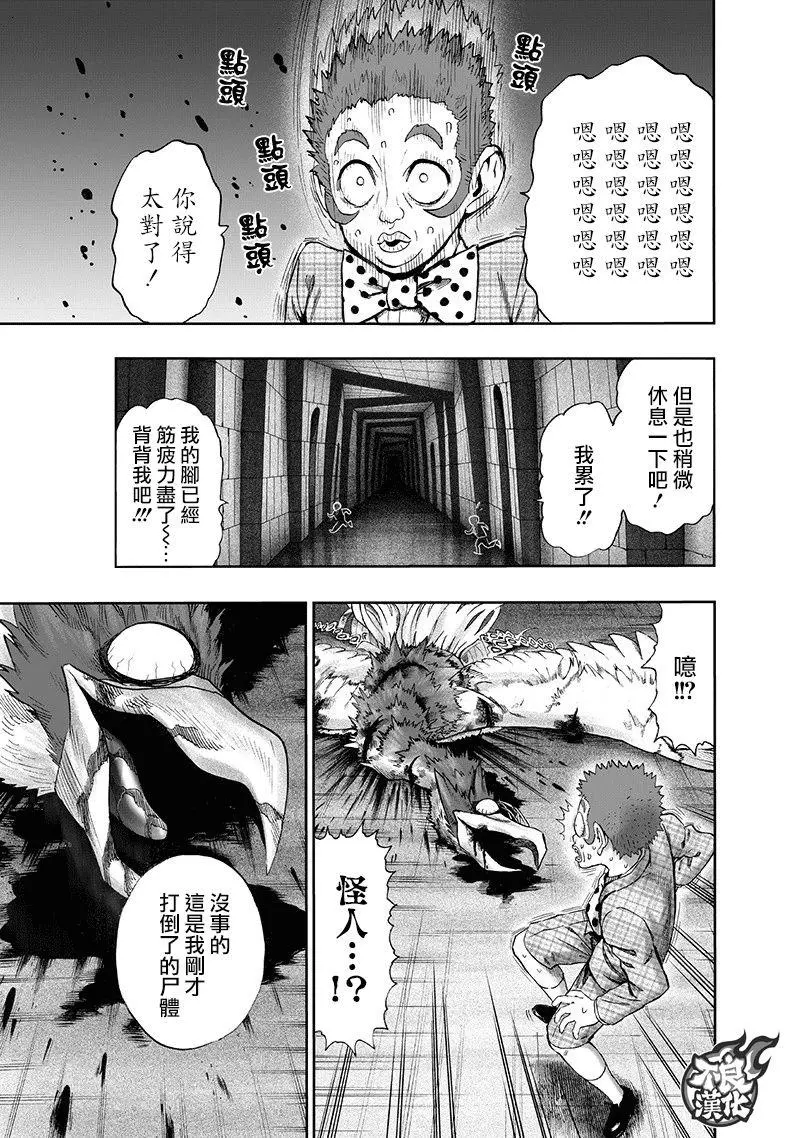 嗯嗯嗯嗯嗯嗯
嗯嗯嗯嗯嗯嗯
嗯嗯嗯嗯嗯嗯
嗯嗯嗯嗯嗯嗯
點頭
點頭
點頭
點頭
你說得
太對了！
但是也稍微
休息一下吧！
我累了!!
我的腳已經
筋疲力盡了～…
背背我吧!!!
噫!!?
怪人…!?
沒事的
這是我剛才
打倒了的尸體
不良
漢化